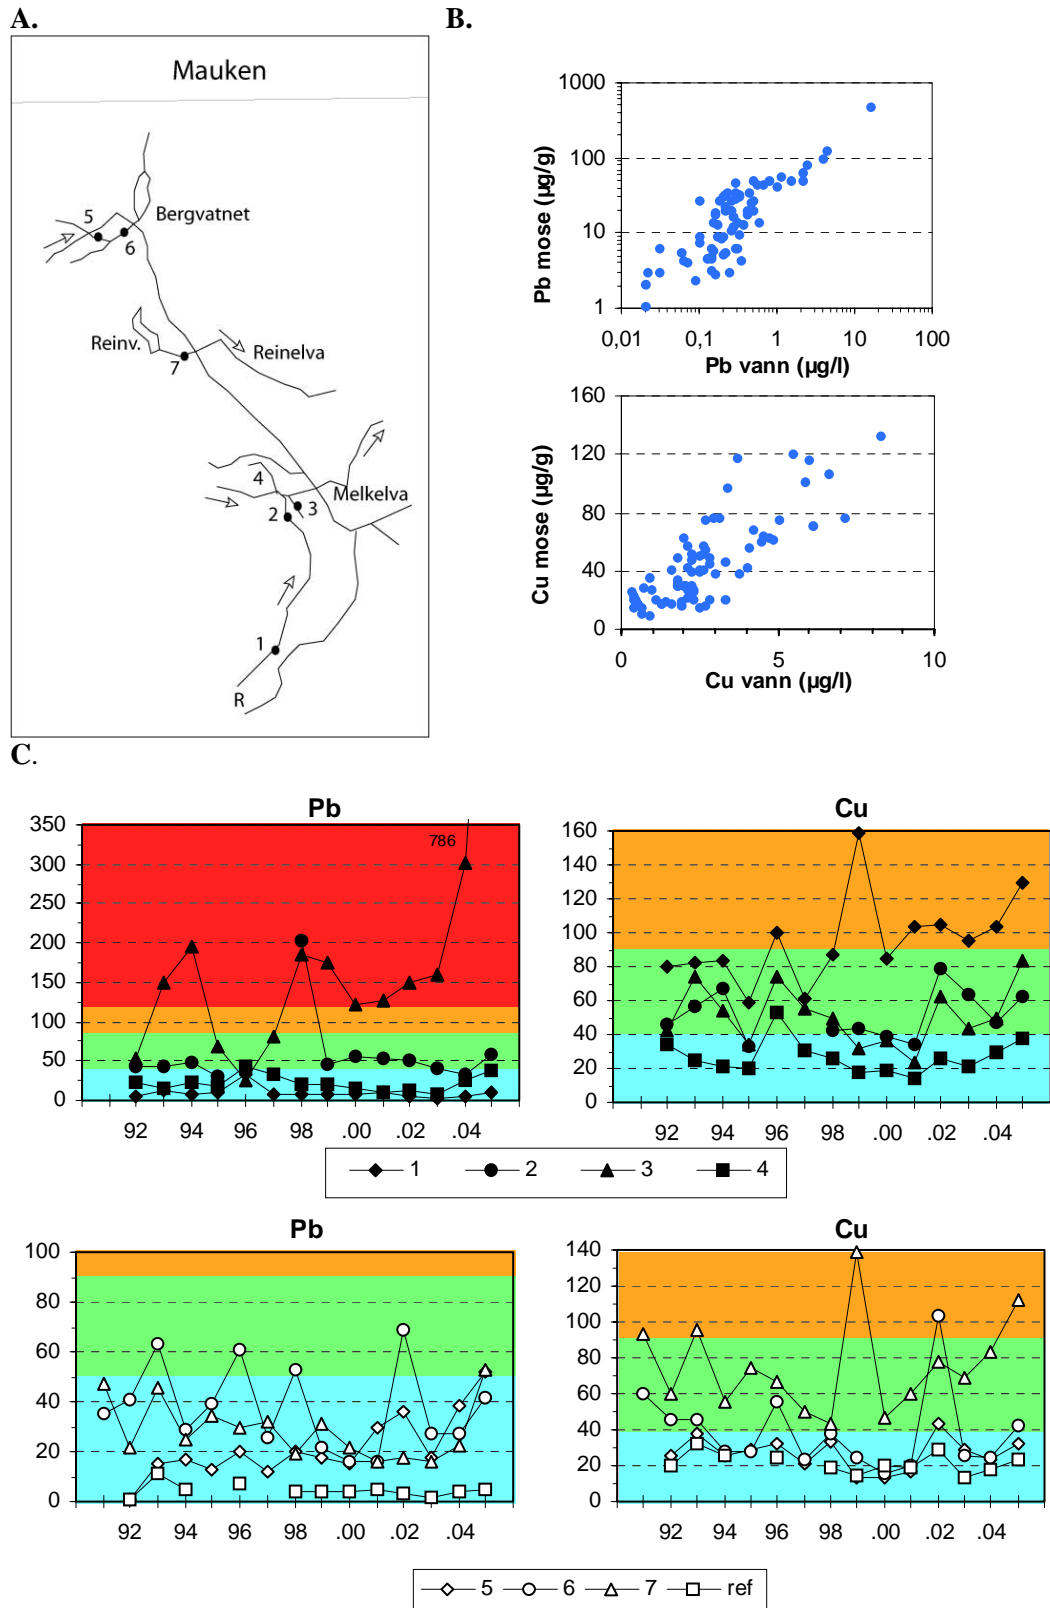 A.
B.
Mauken
5
6
Bergvatnet
Reinv.
7
Reinelva
4
3
2
Melkelva
1
R
Pb mose (µg/g)
1000
100
10
1
0,01 0,1 1 10 100
Pb vann (µg/l)
Cu mose (µg/g)
160
120
80
40
0
0 5 10
Cu vann (µg/l)
C.
Pb
350
300
250
200
150
100
50
0
786
92 94 96 98 .00 .02 .04
Cu
160
140
120
100
80
60
40
20
0
92 94 96 98 .00 .02 .04
1 2 3 4
Pb
100
80
60
40
20
0
92 94 96 98 .00 .02 .04
Cu
140
120
100
80
60
40
20
0
92 94 96 98 .00 .02 .04
5 6 7 ref